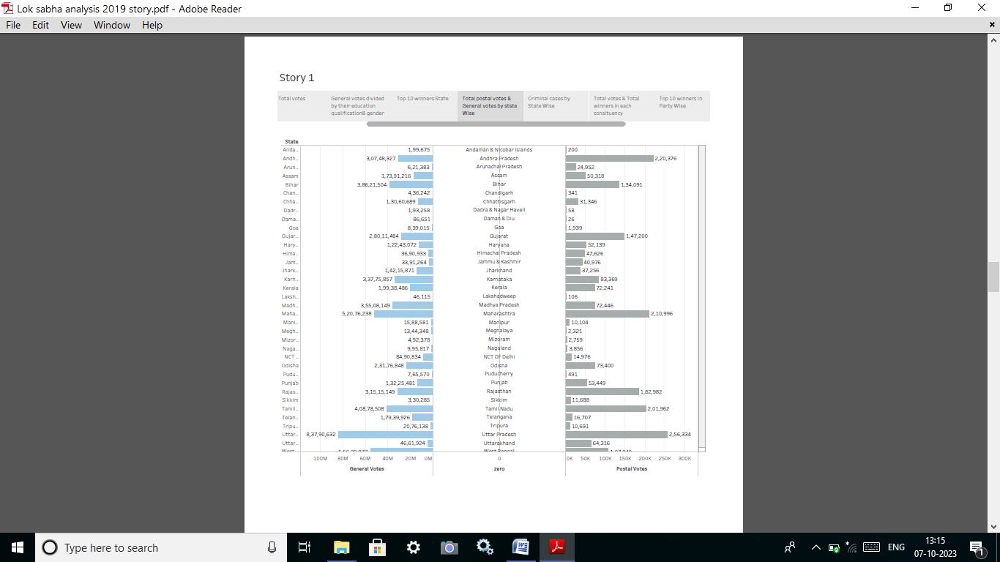 Lok sabha analysis 2019 story.pdf - Adobe Reader
File Edit View Window Help
Story 1
Total votes
General votes divided
by their education
qualification& gender
Top 10 winners State
Total postal votes &
General votes by stste
Wise
Criminal cases by
State Wise
Total votes & Total
winners in each
consituency
Top 10 winners in
Party Wise
State
Anda.. 1,99,675 Andaman & Nicobar Islands 200
Andh.. 3,07,48,327 Andhra Pradesh 2,20,376
Arun.. 6,21,383 Arunachal Pradesh 24,952
Assam 1,73,91,216 Assam 50,318
Bihar 3,86,21,504 Bihar 1,34,091
Chan.. 4,36,242 Chandigarh 341
Chha.. 1,30,60,689 Chhattisgarh 31,346
Dadr.. 1,93,258 Dadra & Nagar Haveli 58
Dama.. 86,651 Daman & Diu 26
Goa 8,39,015 Goa 1,939
Gujar.. 2,80,11,484 Gujarat 1,47,200
Hary.. 1,22,43,072 Haryana 52,139
Hima.. 36,90,933 Himachal Pradesh 47,626
Jam.. 33,91,264 Jammu & Kashmir 40,976
Jhark.. 1,42,15,871 Jharkhand 37,256
Karn.. 3,37,75,857 Karnataka 83,369
Kerala 1,99,38,486 Kerala 72,241
Laksh.. 46,115 Lakshadweep 106
Madh.. 3,55,08,149 Madhya Pradesh 72,446
Maha.. 5,20,76,238 Maharashtra 2,10,996
Mani.. 15,88,581 Manipur 10,104
Megh.. 13,44,348 Meghalaya 2,321
Mizor.. 4,92,378 Mizoram 2,759
Naga.. 9,95,817 Nagaland 3,856
NCT.. 84,90,834 NCT OF Delhi 14,976
Odisha 2,31,76,848 Odisha 73,400
Pudu.. 7,65,570 Puducherry 491
Punjab 1,32,25,481 Punjab 53,449
Rajas.. 3,15,15,149 Rajasthan 1,82,982
Sikkim 3,30,285 Sikkim 11,688
Tamil.. 4,08,78,508 Tamil Nadu 2,01,962
Telan.. 1,79,39,926 Telangana 16,707
Tripu.. 20,76,138 Tripura 10,691
Uttar.. 8,37,90,632 Uttar Pradesh 2,56,334
Uttar.. 46,61,924 Uttarakhand 64,316
West.. West Bengal
100M 80M 60M 40M 20M 0M 0 0K 50K 100K 150K 200K 250K 300K
General Votes zero Postal Votes
Type here to search
ENG
13:15
07-10-2023
1